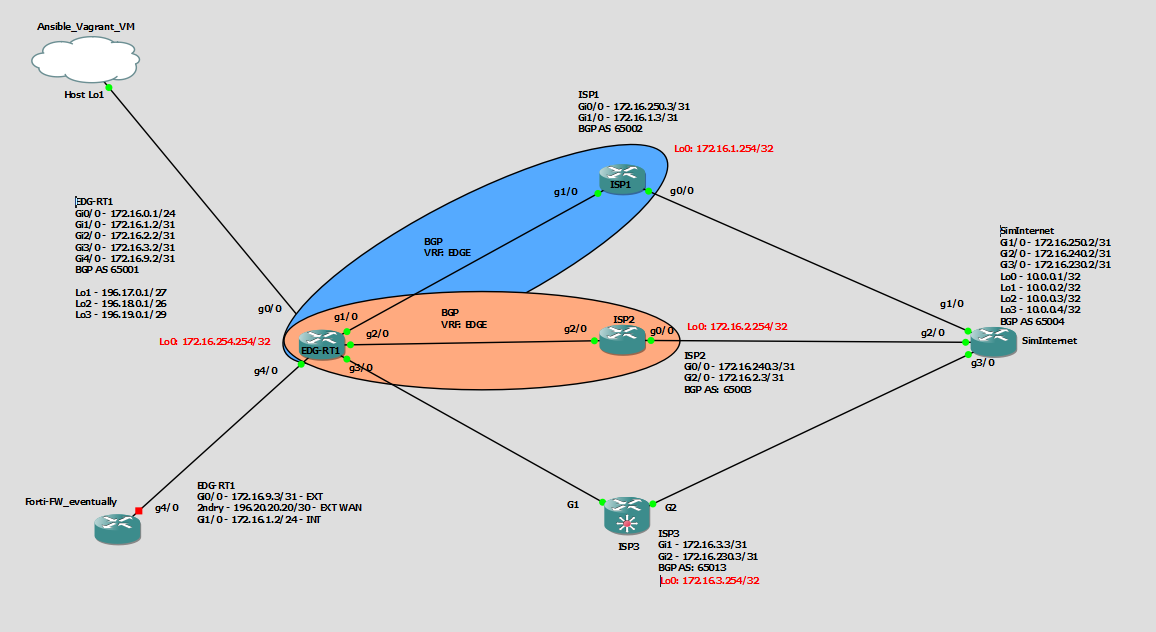 Ansible_Vagrant_VM
Host Lo1
ISP1
Gi0/0 - 172.16.250.3/31
Gi1/0 - 172.16.1.3/31
BGP AS 65002
Lo0: 172.16.1.254/32
ISP1
g1/0
g0/0
EDG-RT1
Gi0/0 - 172.16.0.1/24
Gi1/0 - 172.16.1.2/31
Gi2/0 - 172.16.2.2/31
Gi3/0 - 172.16.3.2/31
Gi4/0 - 172.16.9.2/31
BGP AS 65001
Lo1 - 196.17.0.1/27
Lo2 - 196.18.0.1/26
Lo3 - 196.19.0.1/29
BGP
VRF: EDGE
SimInternet
Gi1/0 - 172.16.250.2/31
Gi2/0 - 172.16.240.2/31
Gi3/0 - 172.16.230.2/31
Lo0 - 10.0.0.1/32
Lo1 - 10.0.0.2/32
Lo2 - 10.0.0.3/32
Lo3 - 10.0.0.4/32
BGP AS 65004
g0/0
g1/0
BGP
VRF: EDGE
g1/0
g2/0
Lo0: 172.16.254.254/32
EDG-RT1
g3/0
g4/0
ISP2
g2/0
g0/0
Lo0: 172.16.2.254/32
g2/0
SimInternet
g3/0
ISP2
Gi0/0 - 172.16.240.3/31
Gi2/0 - 172.16.2.3/31
BGP AS: 65003
Forti-FW_eventually
g4/0
EDG-RT1
Gi0/0 - 172.16.9.3/31 - EXT
2ndry - 196.20.20.20/30 - EXT WAN
Gi1/0 - 172.16.1.2/24 - INT
G1
G2
ISP3
ISP3
Gi1 - 172.16.3.3/31
Gi2 - 172.16.230.3/31
BGP AS: 65013
Lo0: 172.16.3.254/32